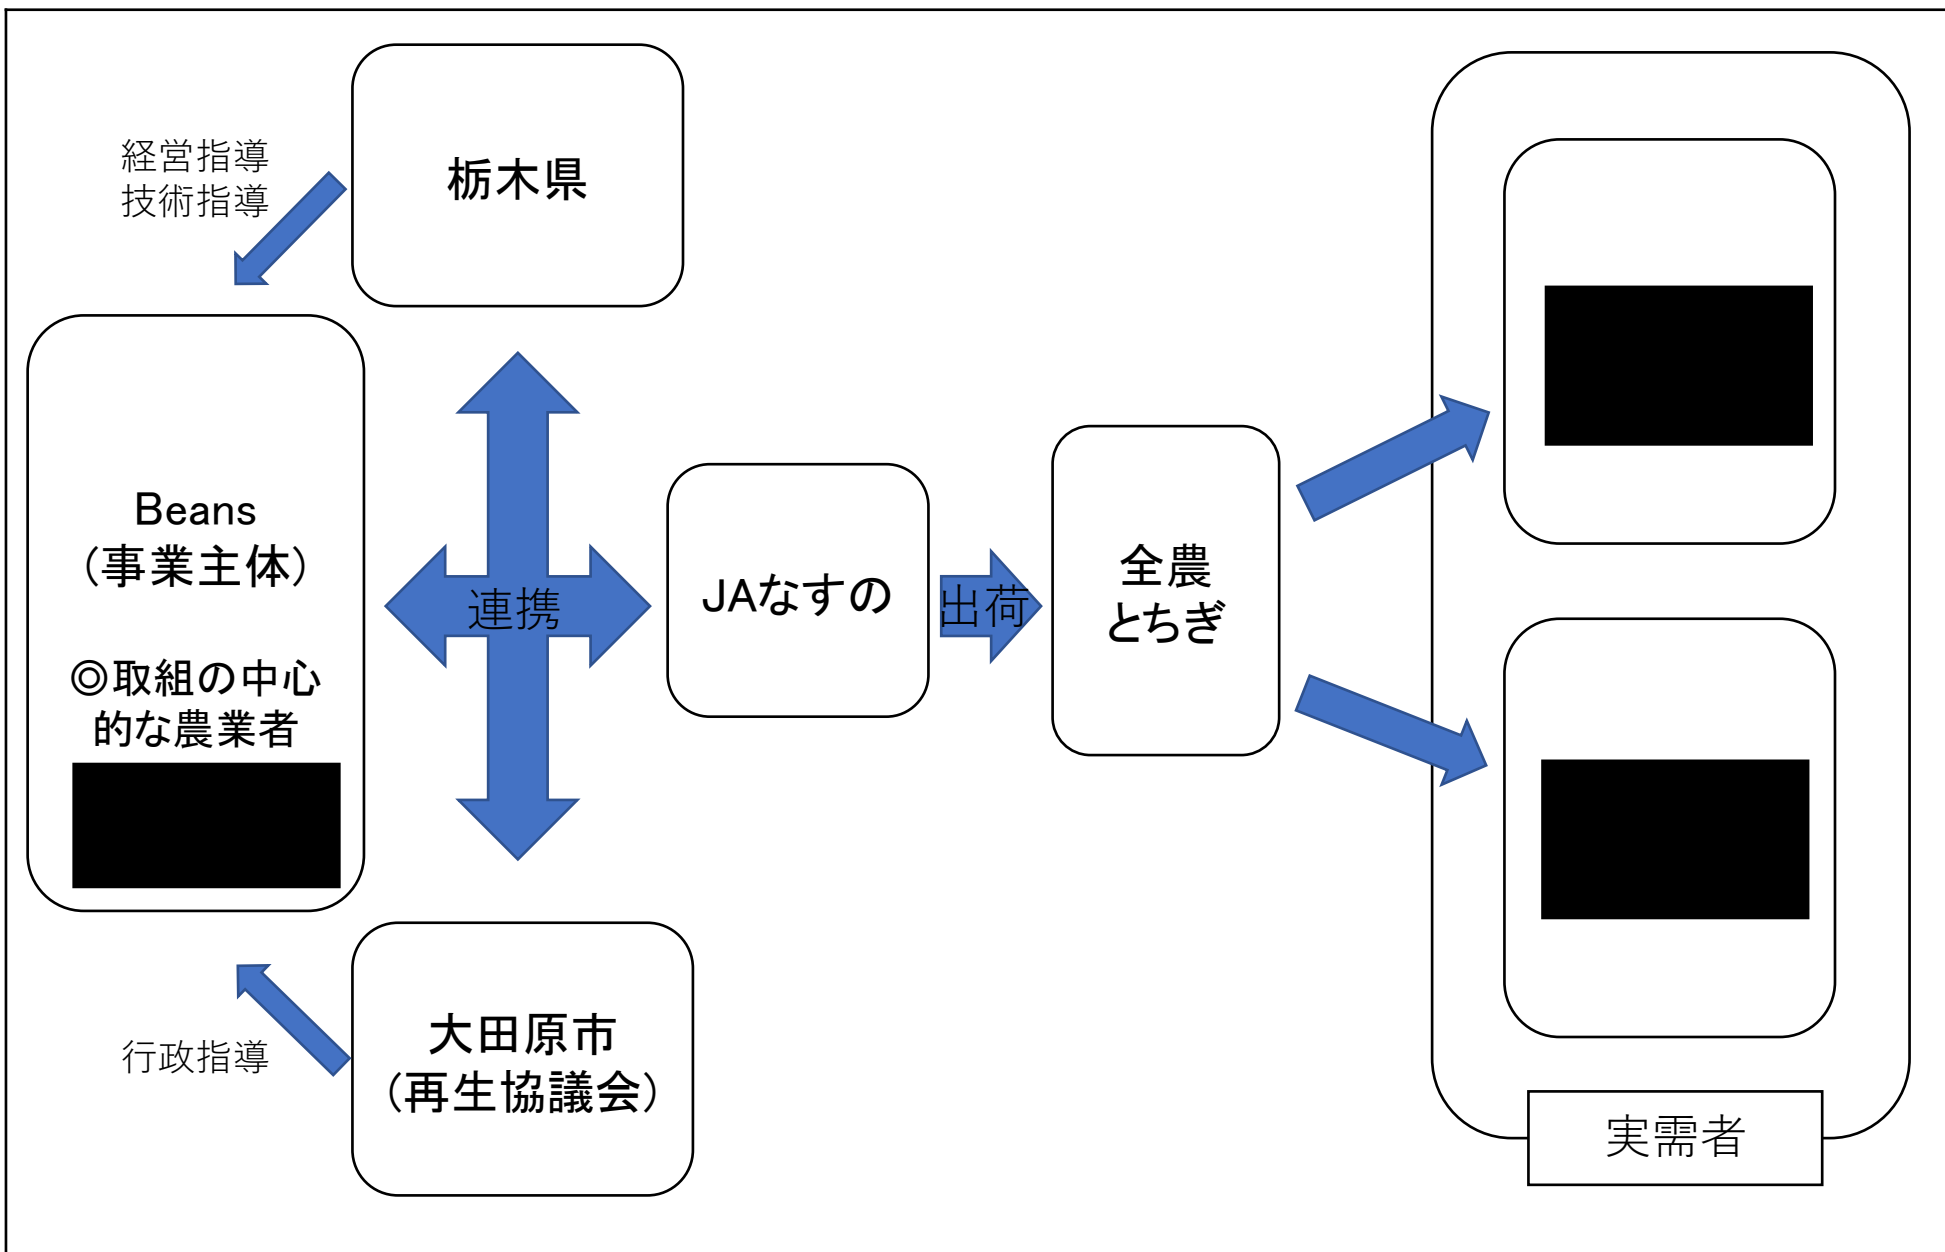 経営指導
技術指導
栃木県
Beans
(事業主体)
◎取組の中心
的な農業者
連携
JAなすの
出荷
全農
とちぎ
行政指導
大田原市
(再生協議会)
実需者